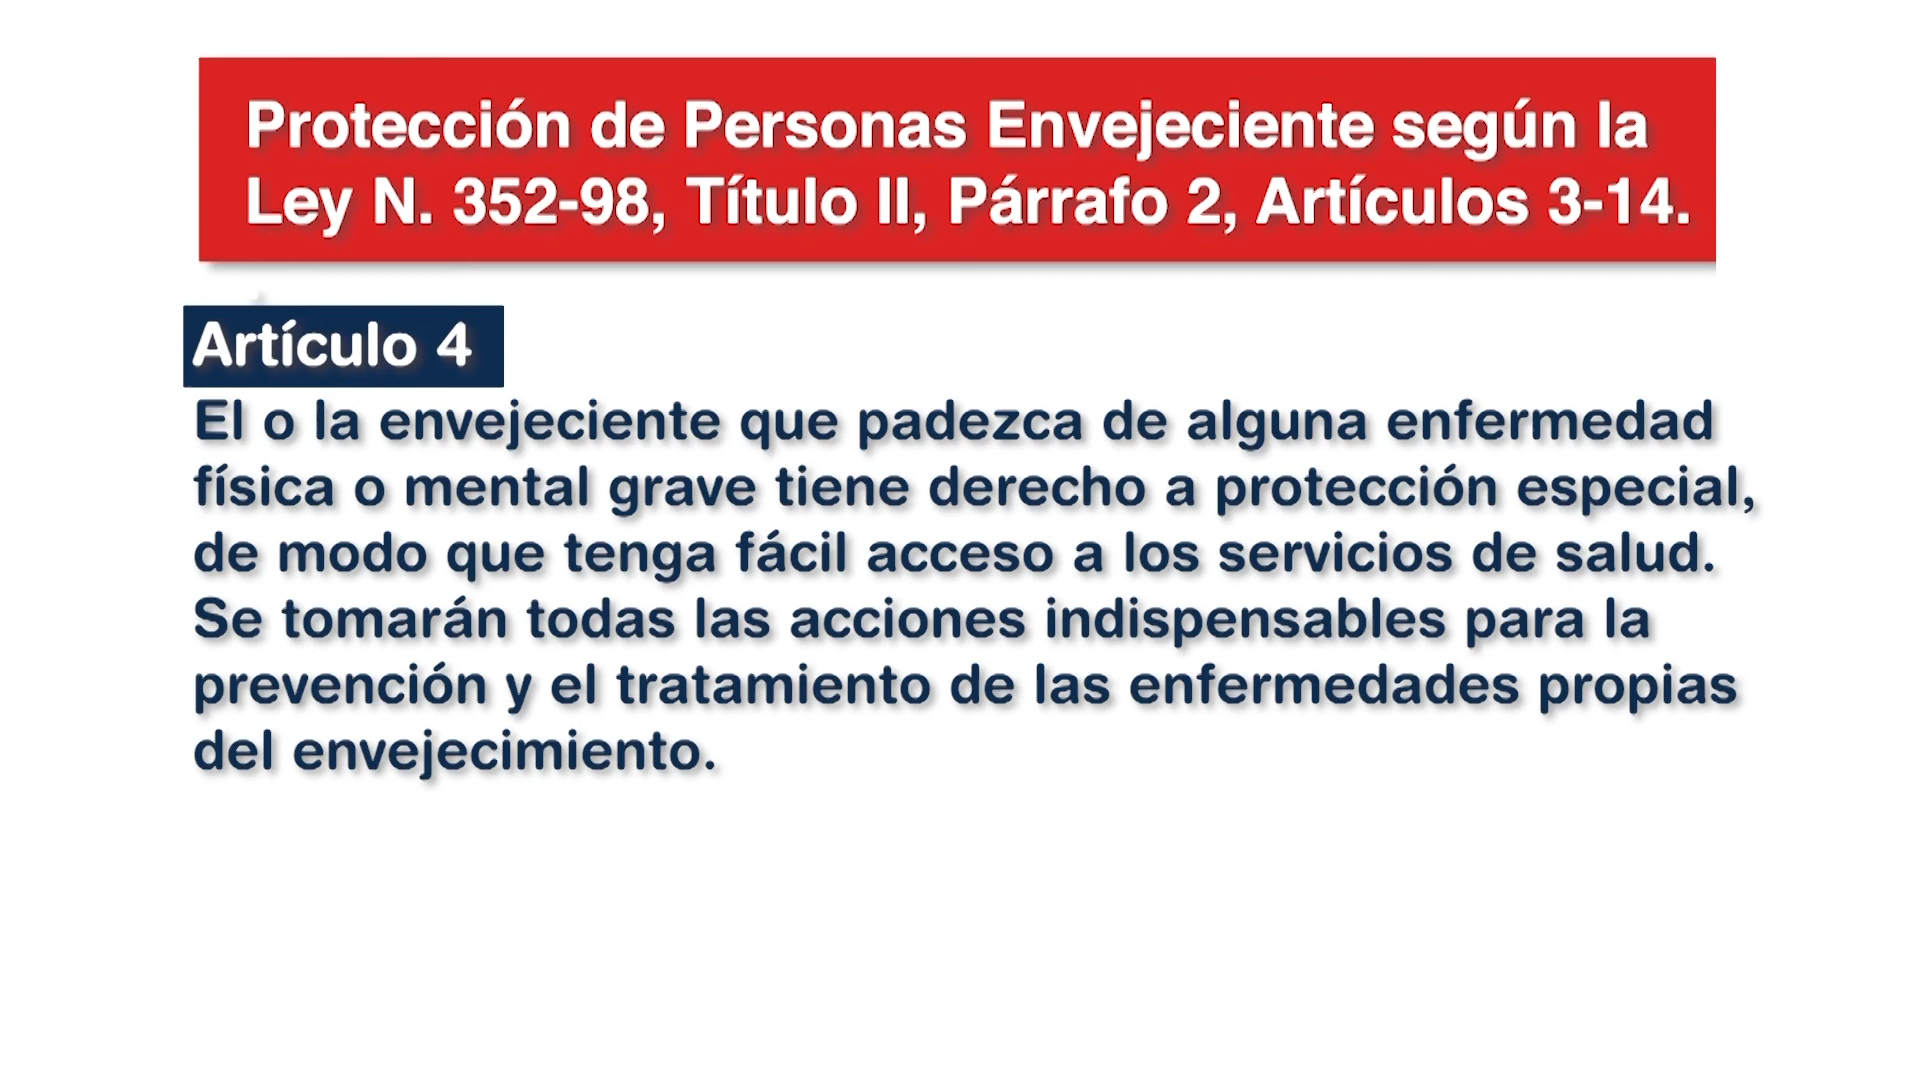 Protección de Personas Envejeciente según la
Ley N. 352-98, Título II, Párrafo 2, Artículos 3-14.
Artículo 4
El o la envejeciente que padezca de alguna enfermedad
física o mental grave tiene derecho a protección especial,
de modo que tenga fácil acceso a los servicios de salud.
Se tomarán todas las acciones indispensables para la
prevención y el tratamiento de las enfermedades propias
del envejecimiento.